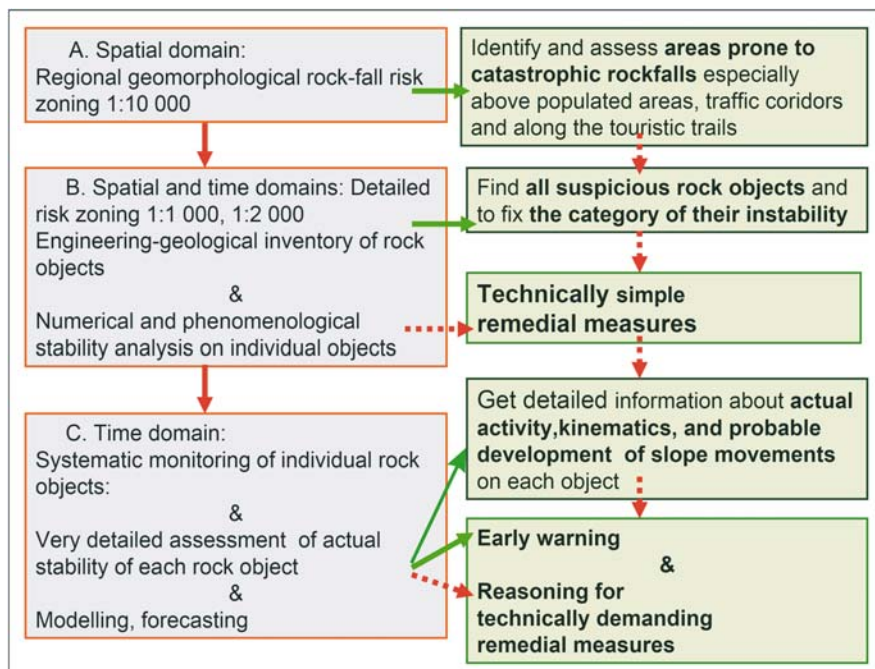 A. Spatial domain:
Regional geomorphological rock-fall risk
zoning 1:10 000
Identify and assess areas prone to
catastrophic rockfalls especially
above populated areas, traffic coridors
and along the touristic trails
B. Spatial and time domains: Detailed
risk zoning 1:1 000, 1:2 000
Engineering-geological inventory of rock
objects
&
Numerical and phenomenological
stability analysis on individual objects
Find all suspicious rock objects and
to fix the category of their instability
Technically simple
remedial measures
C. Time domain:
Systematic monitoring of individual rock
objects:
&
Very detailed assessment of actual
stability of each rock object
&
Modelling, forecasting
Get detailed information about actual
activity,kinematics, and probable
development of slope movements
on each object
Early warning
&
Reasoning for
technically demanding
remedial measures